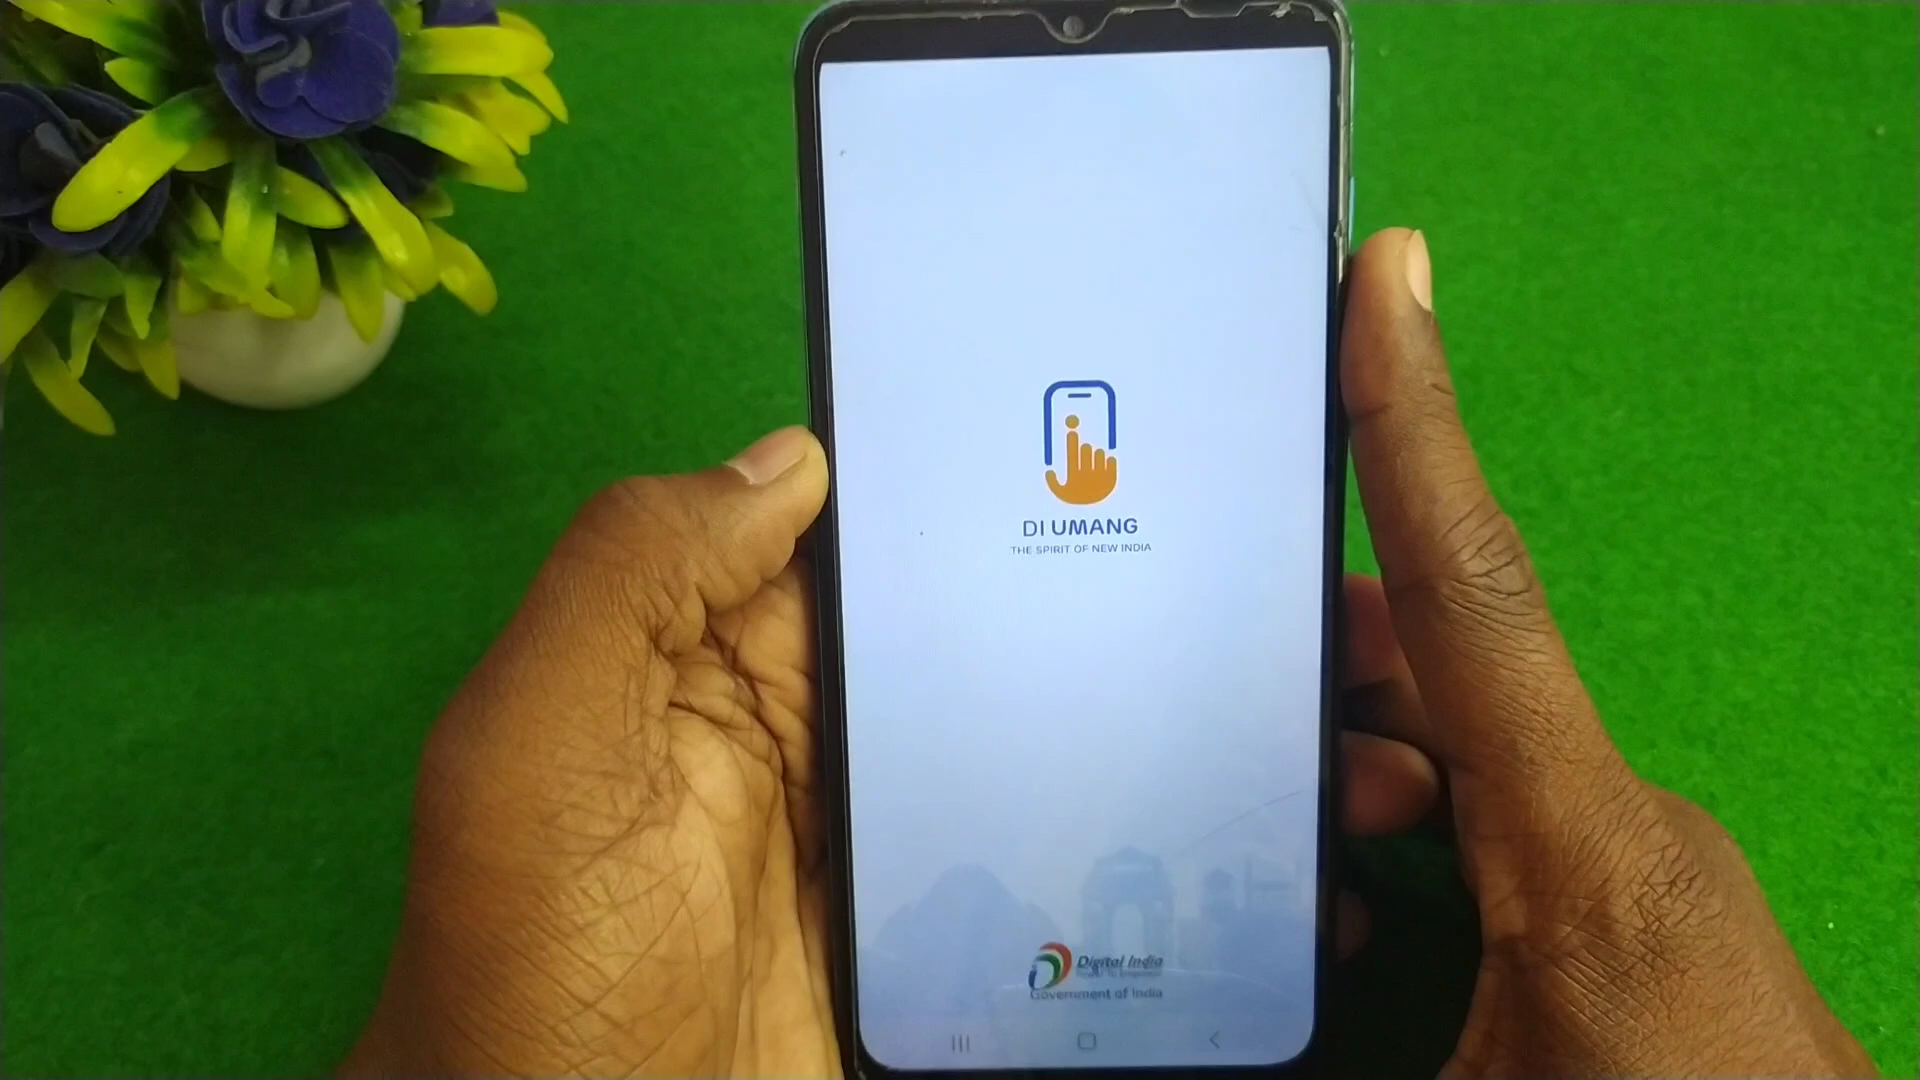 DI UMANG
THE SPIRIT OF NEW INDIA
Digital India
Government of India